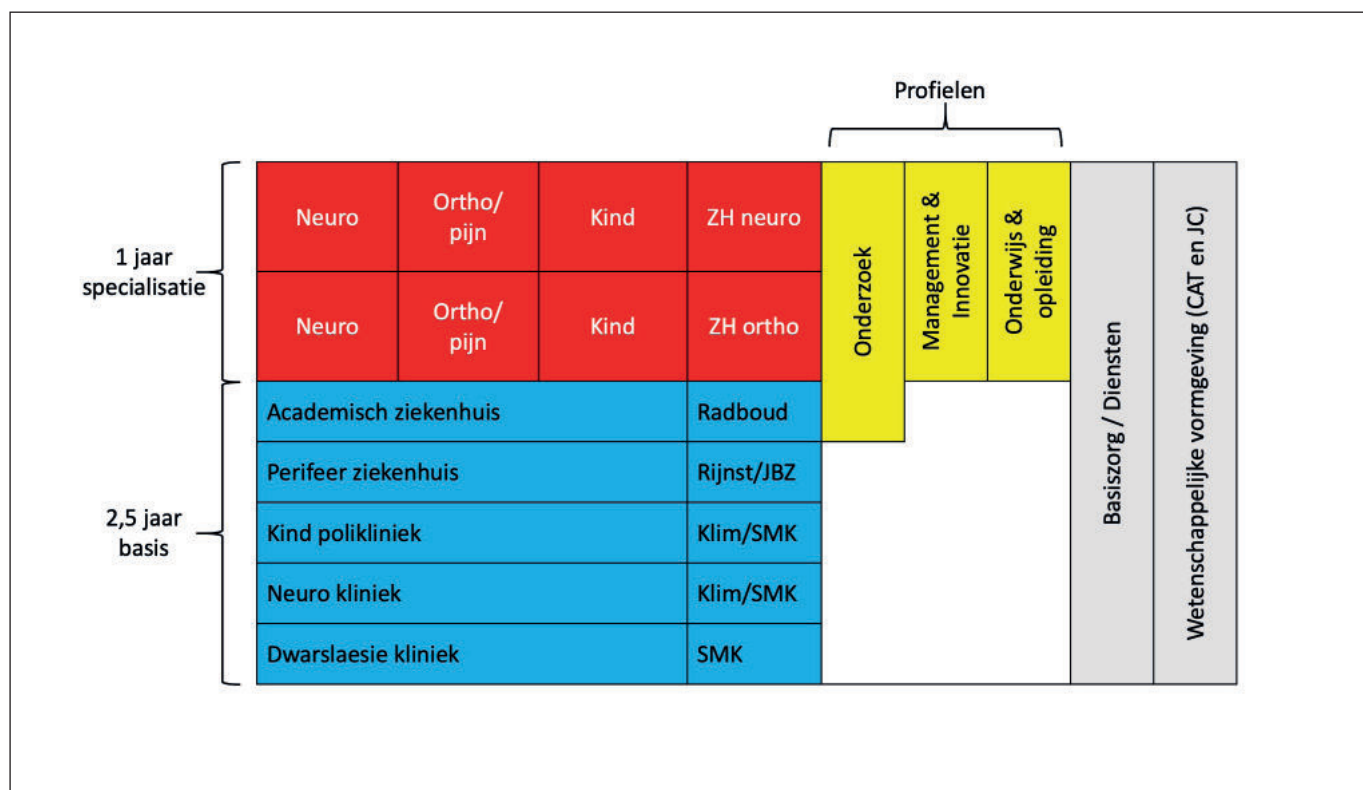 Profielen
1 jaar
specialisatie
Neuro
Ortho/
pijn
Kind
ZH neuro
Neuro
Ortho/
pijn
Kind
ZH ortho
Onderzoek
Management &
Innovatie
Onderwijs &
opleiding
Basiszorg / Diensten
Wetenschappelijke vormgeving (CAT en JC)
2,5 jaar
basis
Academisch ziekenhuis
Radboud
Perifeer ziekenhuis
Rijnst/JBZ
Kind polikliniek
Klim/SMK
Neuro kliniek
Klim/SMK
Dwarslaesie kliniek
SMK